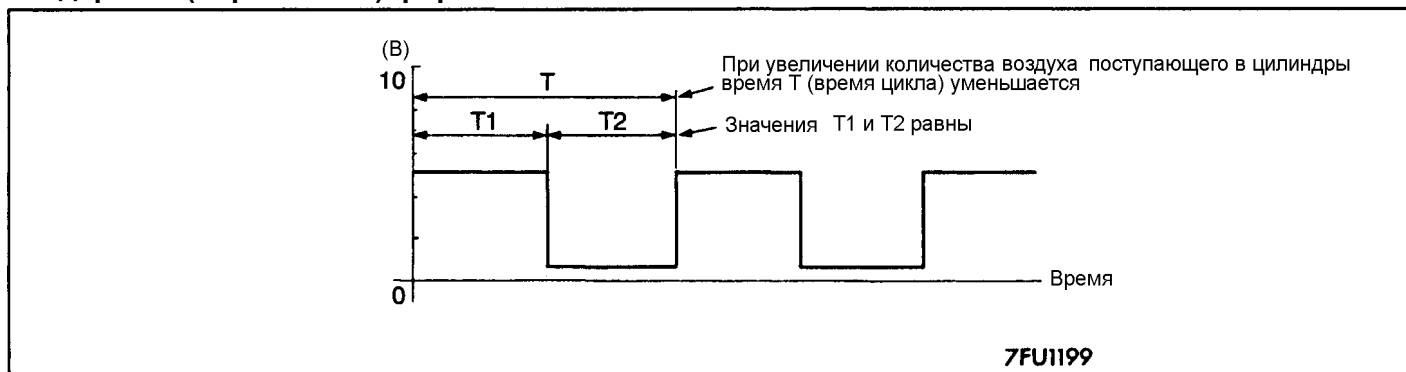 (В)
10
T
При увеличении количества воздуха поступающего в цилиндры
время T (время цикла) уменьшается
T1
T2
Значения T1 и T2 равны
Время
0
7FU1199